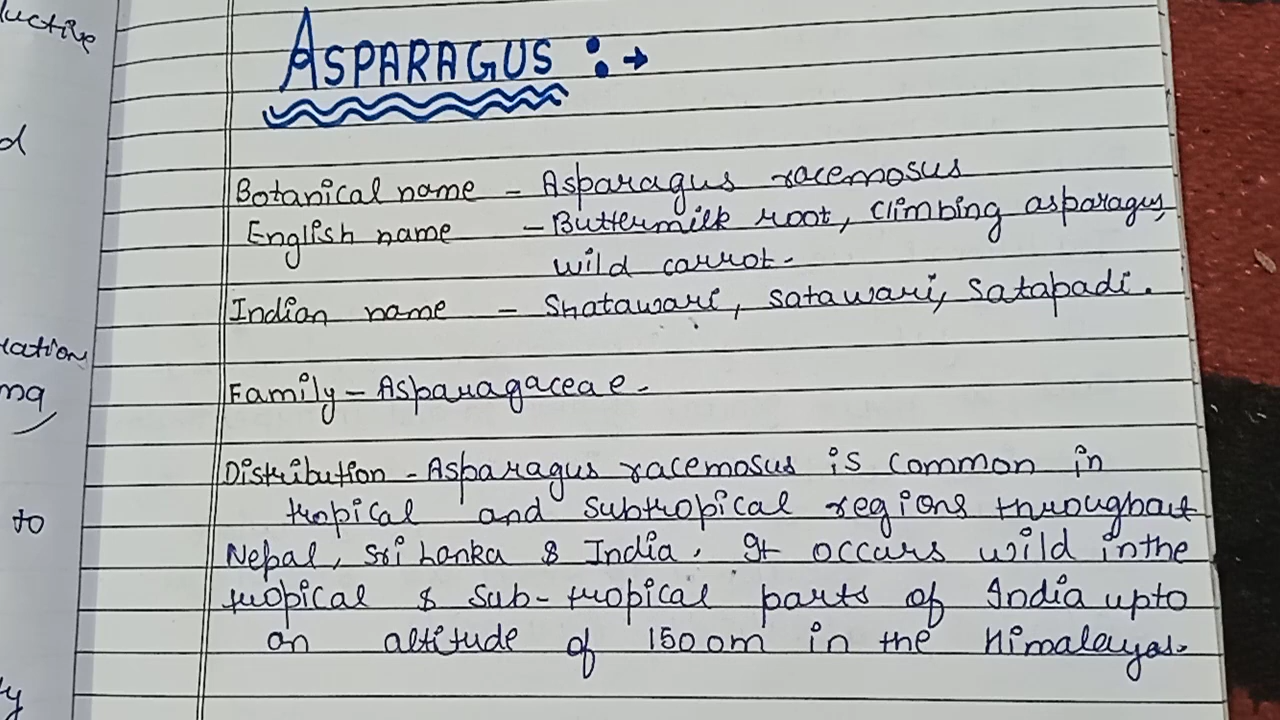 ASPARAGUS :→
Botanical name - Asparagus racemosus
English name - Buttermilk root, climbing asparagus,
wild carrot.
Indian name - Shatawari, satawari, Satapadi.
Family - Asparagaceae.
Distribution - Asparagus racemosus is common in
tropical and subtropical regions throughout
Nepal, Sri Lanka & India. It occurs wild in the
tropical & sub-tropical parts of India upto
an altitude of 1500m in the Himalayas.